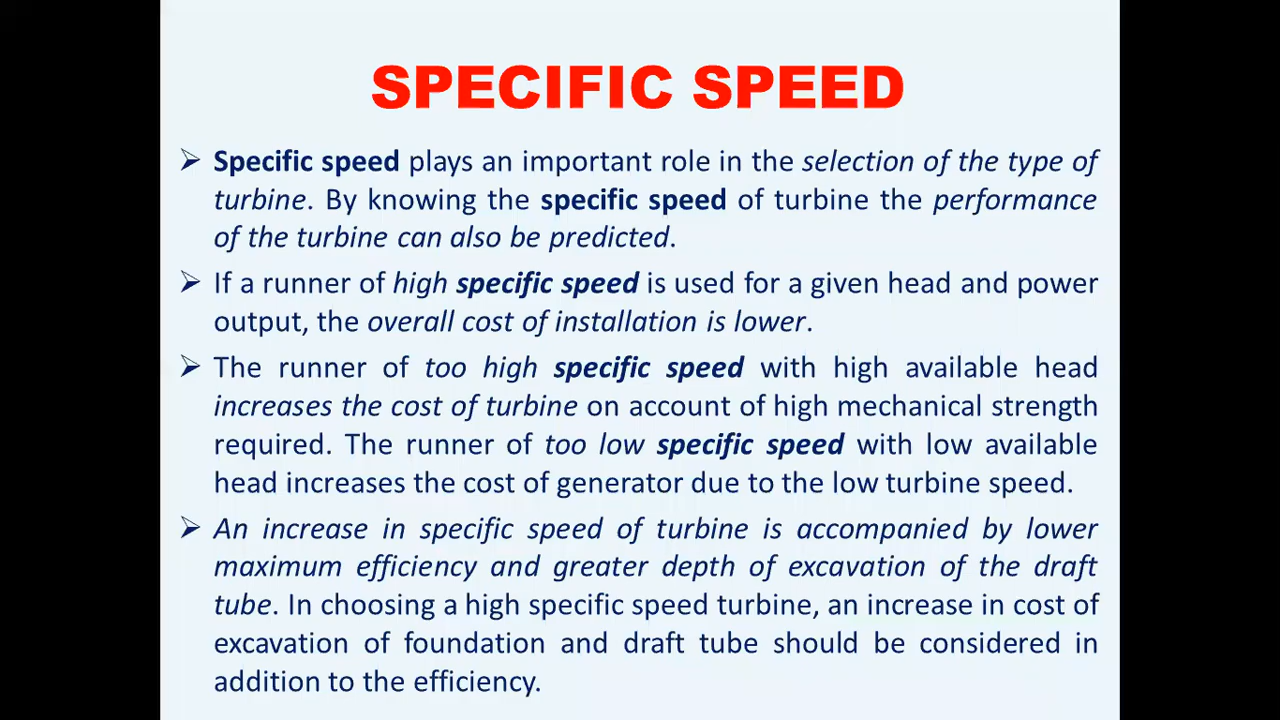 SPECIFIC SPEED
➢ Specific speed plays an important role in the selection of the type of
turbine. By knowing the specific speed of turbine the performance
of the turbine can also be predicted.
➢ If a runner of high specific speed is used for a given head and power
output, the overall cost of installation is lower.
➢ The runner of too high specific speed with high available head
increases the cost of turbine on account of high mechanical strength
required. The runner of too low specific speed with low available
head increases the cost of generator due to the low turbine speed.
➢ An increase in specific speed of turbine is accompanied by lower
maximum efficiency and greater depth of excavation of the draft
tube. In choosing a high specific speed turbine, an increase in cost of
excavation of foundation and draft tube should be considered in
addition to the efficiency.